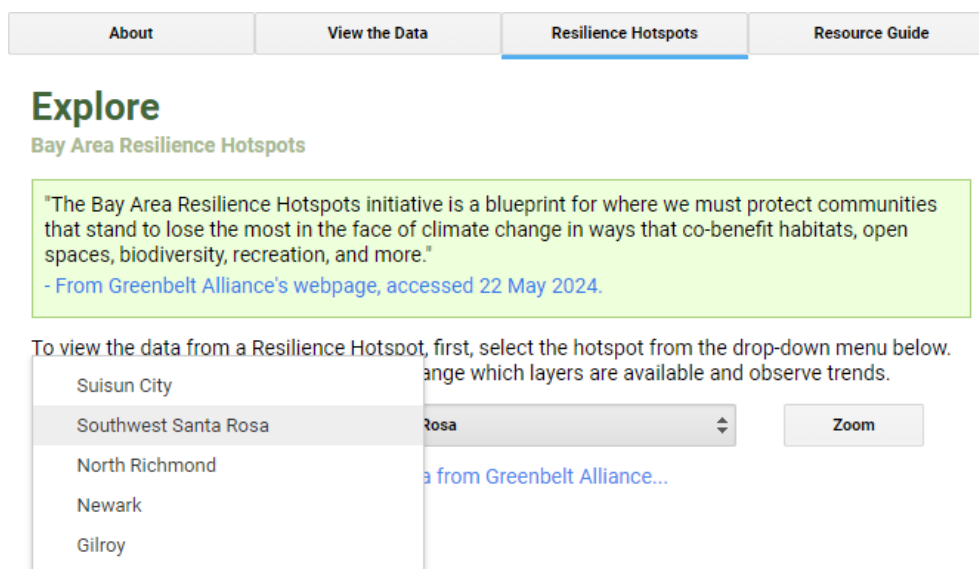 About
View the Data
Resilience Hotspots
Resource Guide
Explore
Bay Area Resilience Hotspots
"The Bay Area Resilience Hotspots initiative is a blueprint for where we must protect communities
that stand to lose the most in the face of climate change in ways that co-benefit habitats, open
spaces, biodiversity, recreation, and more."
- From Greenbelt Alliance's webpage, accessed 22 May 2024.
To view the data from a Resilience Hotspot, first, select the hotspot from the drop-down menu below.
which layers are available and observe trends.
Suisun City
Southwest Santa Rosa
Rosa
Zoom
North Richmond
from Greenbelt Alliance...
Newark
Gilroy